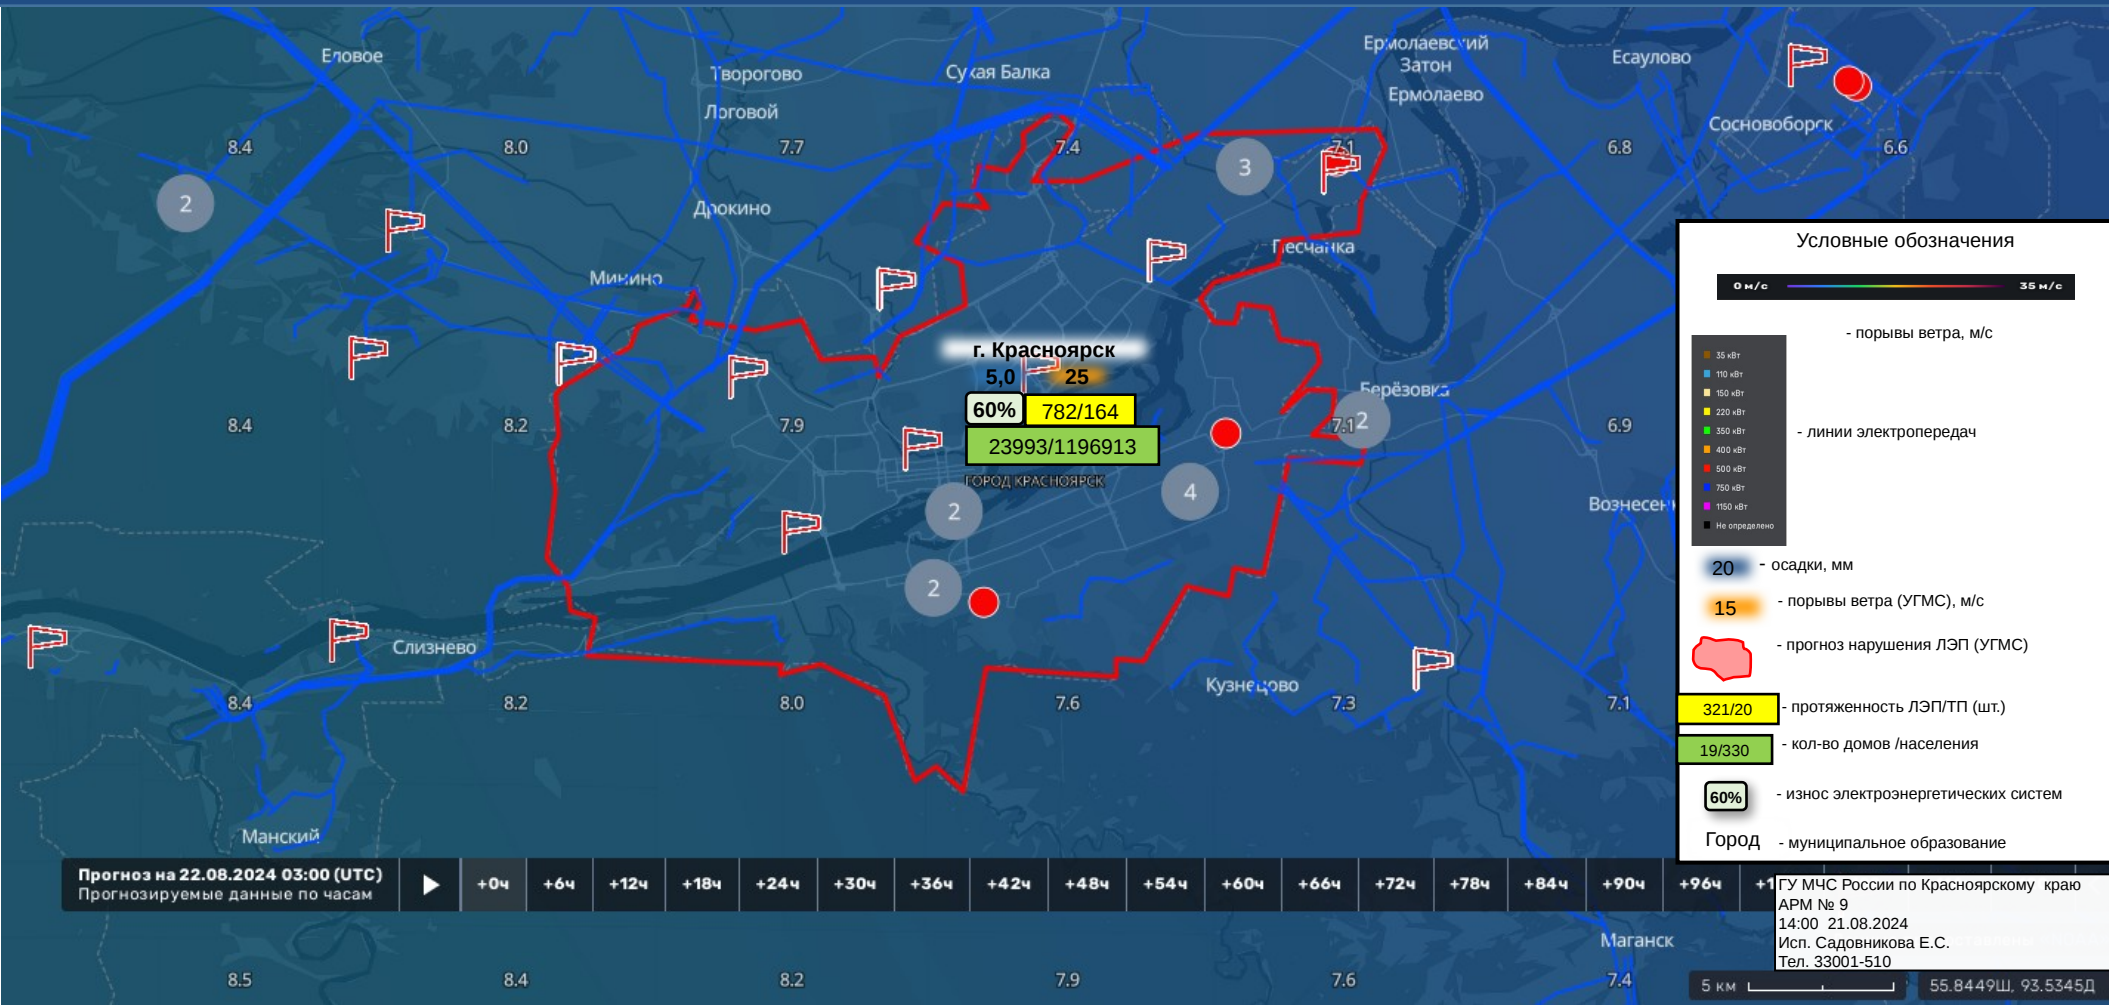 Еловое
Творогово
Логовой
Сухая Балка
Ермолаевский
Затон
Ермолаево
Есаулово
Сосновоборск
8.4
8.0
7.7
7.4
7.1
6.8
6.6
2
3
Дрокино
Минино
Песчанка
г. Красноярск
5,0
25
60%
782/164
23993/1196913
ГОРОД КРАСНОЯРСК
Берёзовка
8.4
8.2
7.9
7.1
2
6.9
4
2
2
Вознесен
Слизнево
Кузнецово
8.4
8.2
8.0
7.6
7.3
7.1
Манский
Условные обозначения
0 м/с
35 м/с
- порывы ветра, м/с
35 кВт
110 кВт
150 кВт
220 кВт
350 кВт
400 кВт
500 кВт
750 кВт
1150 кВт
Не определено
- линии электропередач
20 - осадки, мм
15 - порывы ветра (УГМС), м/с
- прогноз нарушения ЛЭП (УГМС)
321/20 - протяженность ЛЭП/ТП (шт.)
19/330 - кол-во домов /населения
60% - износ электроэнергетических систем
Город - муниципальное образование
Прогноз на 22.08.2024 03:00 (UTC)
Прогнозируемые данные по часам
+0ч +6ч +12ч +18ч +24ч +30ч +36ч +42ч +48ч +54ч +60ч +66ч +72ч +78ч +84ч +90ч +96ч +1
ГУ МЧС России по Красноярскому края
АРМ № 9
14:00 21.08.2024
Исп. Садовникова Е.С.
Тел. 33001-510
Маганск
8.5
8.4
8.2
7.9
7.6
7.4
5 км
55.8449Ш, 93.5345Д